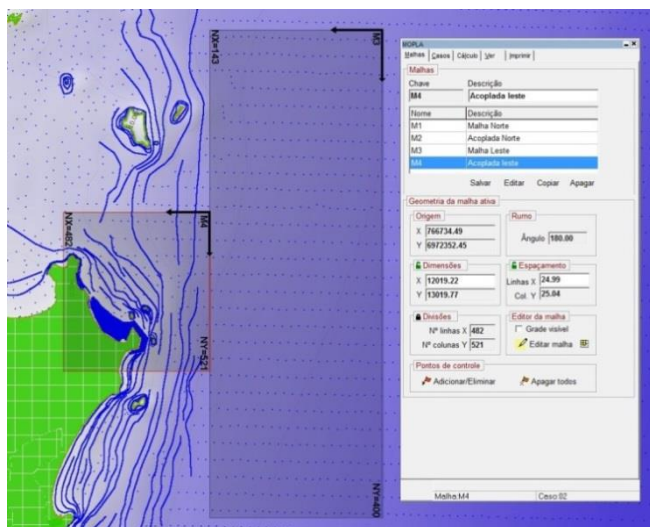 NX=143
M3
NX=482
M4
NY=521
NY=400
MOPLA
Malhas Casos Cálculo Ver Imprimir
Malhas
Chave Descrição
M4 Acoplada leste
Nome Descrição
M1 Malha Norte
M2 Acoplada Norte
M3 Malha Leste
M4 Acoplada leste
Salvar Editar Copiar Apagar
Geometria da malha ativa
Origem Rumo
X 766734.49
Ângulo 180.00
Y 6972352.45
Dimensões Espaçamento
X 12019.22 Linhas X 24.99
Y 13019.77 Col. Y 25.04
Divisões Editor da malha
Nº linhas X 482 Grade visível
Nº colunas Y 521 Editar malha
Pontos de controle
Adicionar/Eliminar Apagar todos
Malha:M4 Caso:02